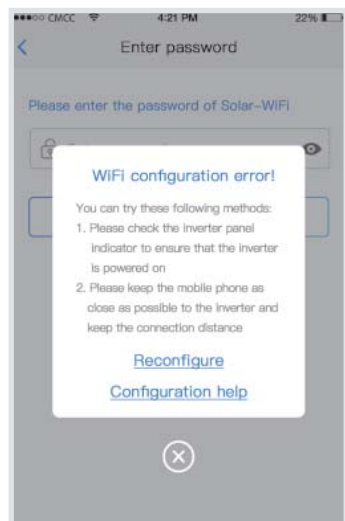 CMCC 4:21 PM 22%
Enter password
Please enter the password of Solar-WiFi
WiFi configuration error!
You can try these following methods:
1. Please check the inverter panel
indicator to ensure that the inverter
is powered on
2. Please keep the mobile phone as
close as possible to the inverter and
keep the connection distance
Reconfigure
Configuration help